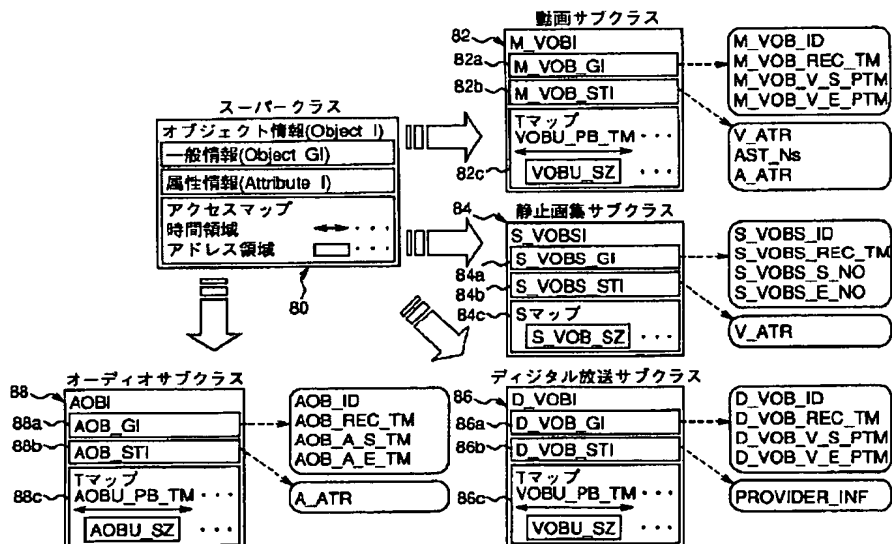 スーパークラス
オブジェクト情報(Object I)
一般情報(Object GI)
属性情報(Attribute I)
アクセスマップ
時間領域 ・・・
アドレス領域 ・・・
80
動画サブクラス
82
M_VOBI
82a
M_VOB_GI
82b
M_VOB_STI
Tマップ
VOBU_PB_TM ・・・
82c
VOBU_SZ ・・・
M_VOB_ID
M_VOB_REC_TM
M_VOB_V_S_PTM
M_VOB_V_E_PTM
V_ATR
AST_Ns
A_ATR
静止画集サブクラス
84
S_VOBSI
84a
S_VOBS_GI
84b
S_VOBS_STI
84c
Sマップ
S_VOB_SZ ・・・
S_VOBS_ID
S_VOBS_REC_TM
S_VOBS_S_NO
S_VOBS_E_NO
V_ATR
オーディオサブクラス
88
AOBI
88a
AOB_GI
88b
AOB_STI
Tマップ
88c
AOBU_PB_TM ・・・
AOBU_SZ ・・・
AOB_ID
AOB_REC_TM
AOB_A_S_TM
AOB_A_E_TM
A_ATR
ディジタル放送サブクラス
86
D_VOBI
86a
D_VOB_GI
86b
D_VOB_STI
Tマップ
86c
VOBU_PB_TM ・・・
VOBU_SZ ・・・
D_VOB_ID
D_VOB_REC_TM
D_VOB_V_S_PTM
D_VOB_V_E_PTM
PROVIDER_INF